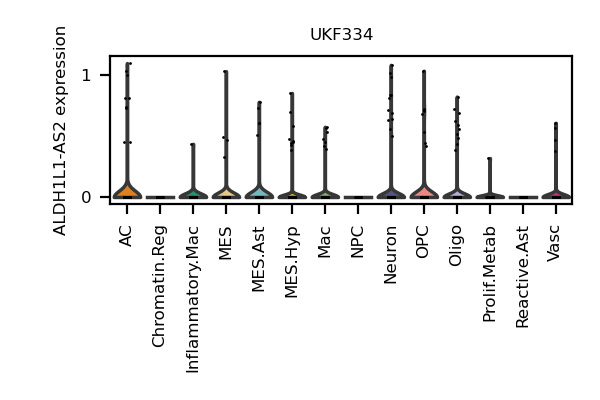 UKF334
ALDH1L1-AS2 expression
1
0
AC
Chromatin.Reg
Inflammatory.Mac
MES
MES.Ast
MES.Hyp
Mac
NPC
Neuron
OPC
Oligo
Prolif.Metab
Reactive.Ast
Vasc